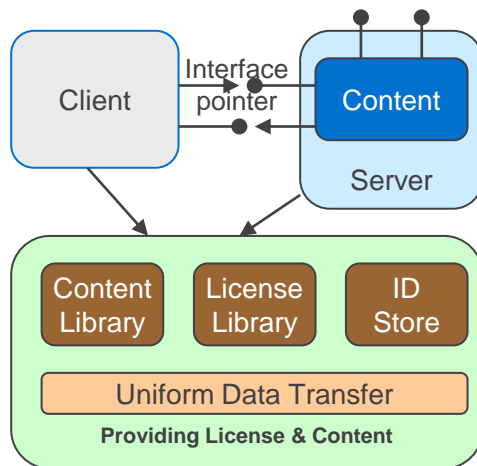 Client
Interface
pointer
Content
Server
Content
Library
License
Library
ID
Store
Uniform Data Transfer
Providing License & Content